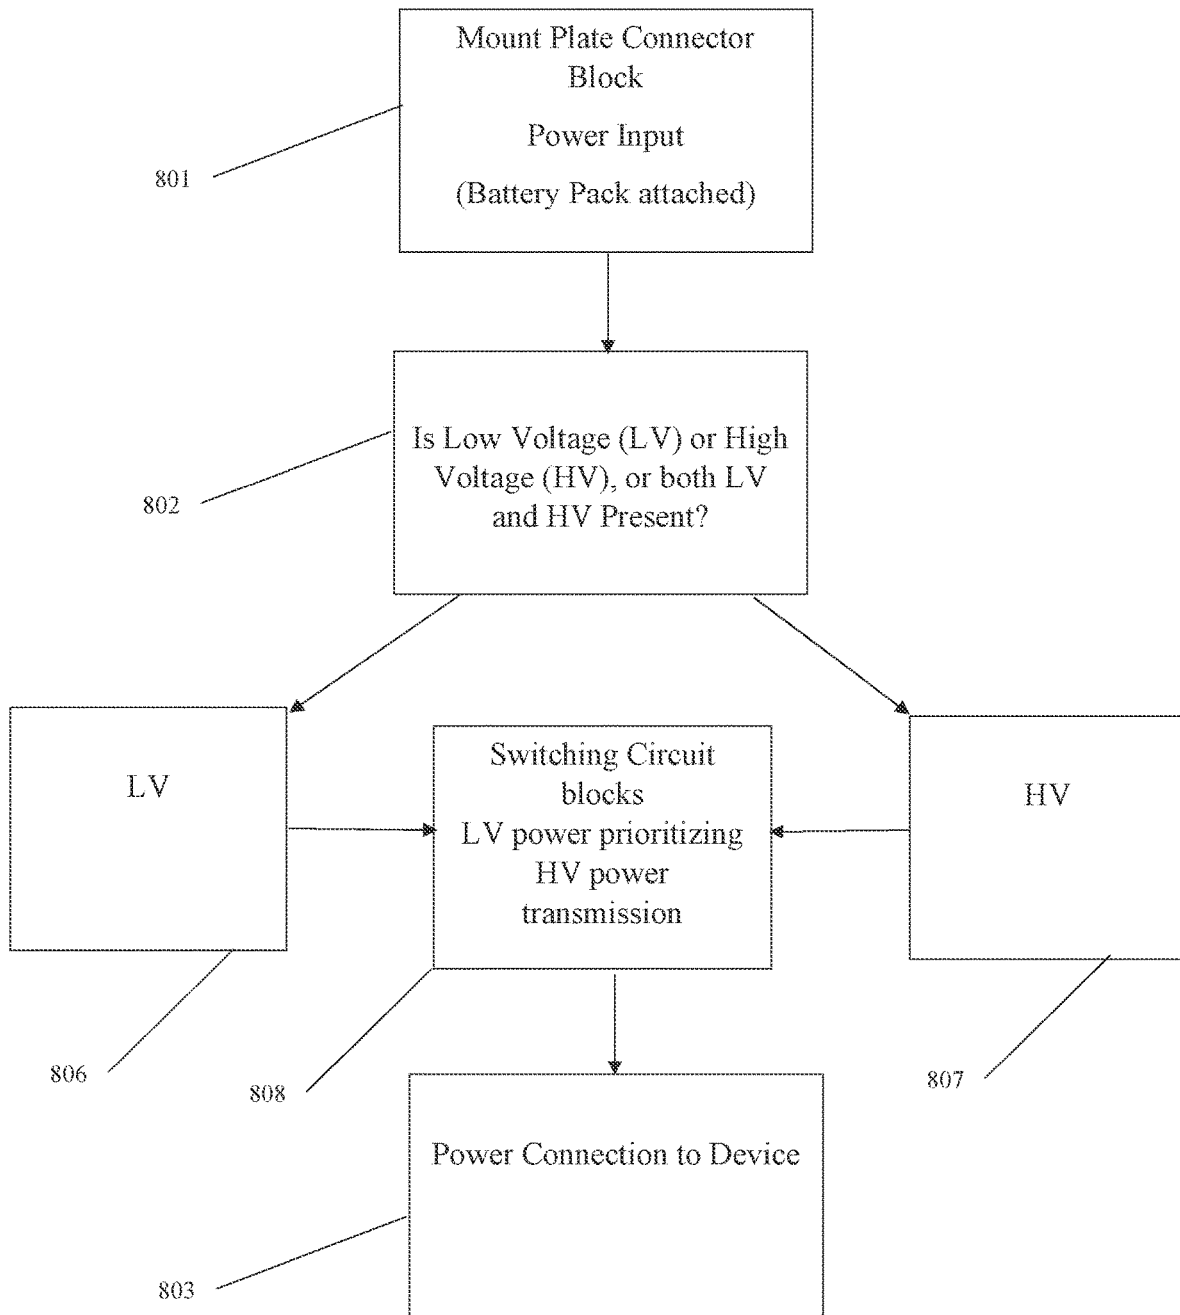 Mount Plate Connector
Block
Power Input
(Battery Pack attached)
801
Is Low Voltage (LV) or High
Voltage (HV), or both LV
and HV Present?
802
LV
Switching Circuit
blocks
LV power prioritizing
HV power
transmission
HV
806
808
807
Power Connection to Device
803